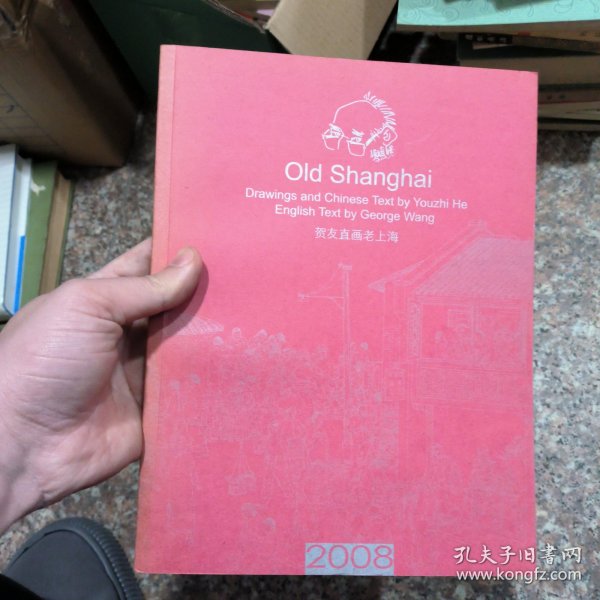 Old Shanghai
Drawings and Chinese Text by Youzhi He
English Text by George Wang
贺友直画老上海
2008
孔夫子旧书网
www.kongfz.com